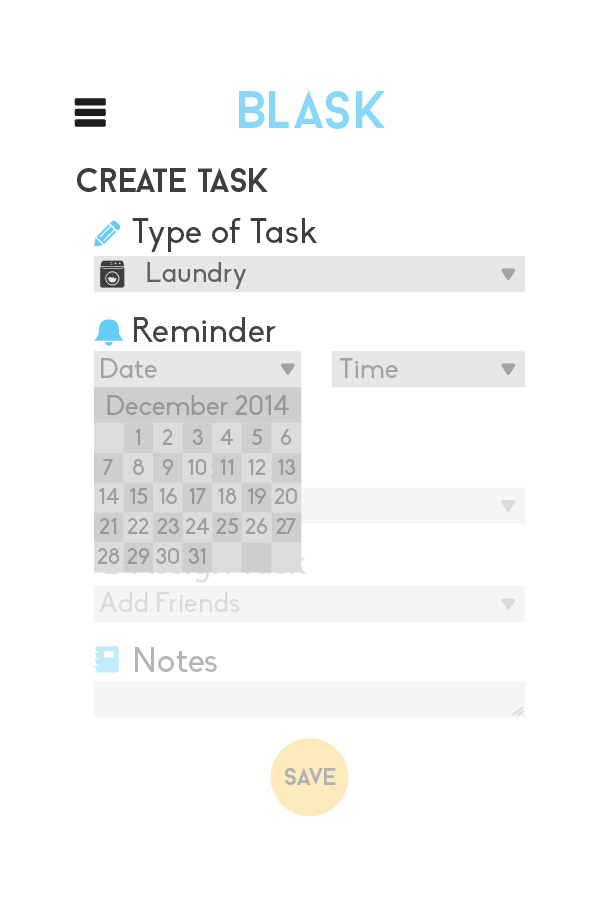 BLASK
CREATE TASK
Type of Task
Laundry
Reminder
Date Time
December 2014
1 2 3 4 5 6
7 8 9 10 11 12 13
14 15 16 17 18 19 20
21 22 23 24 25 26 27
28 29 30 31
Assign Task
Add Friends
Notes
SAVE